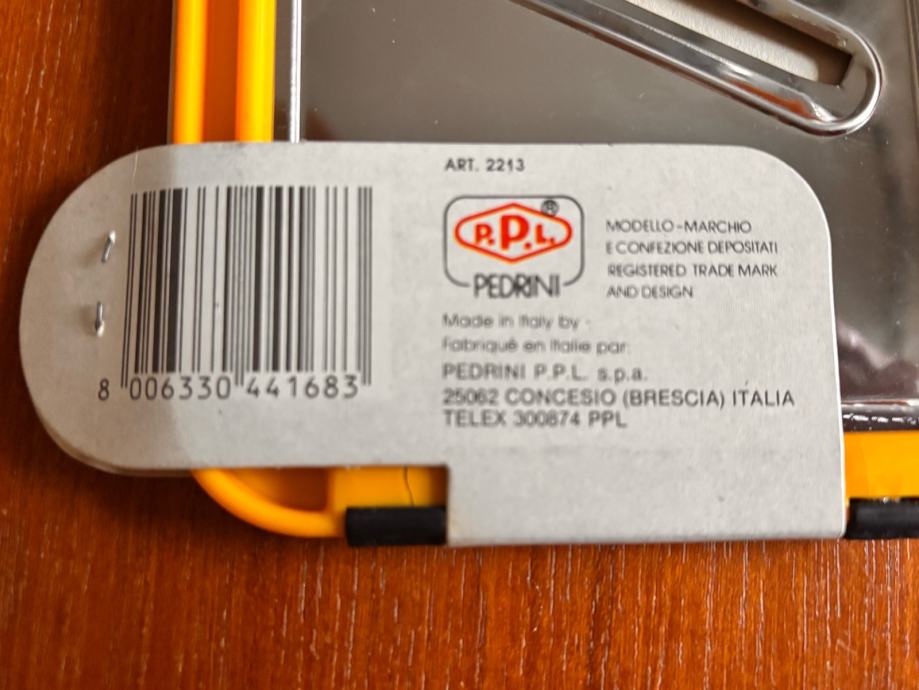 ART. 2213
P.P.L.®
PEDRINI
MODELLO-MARCHIO
E CONFEZIONE DEPOSITATI
REGISTERED TRADE MARK
AND DESIGN
Made in Italy by -
Fabriqué en Italie par:
PEDRINI P.P.L. s.p.a.
25062 CONCESIO (BRESCIA) ITALIA
TELEX 300874 PPL
8 006330 441683